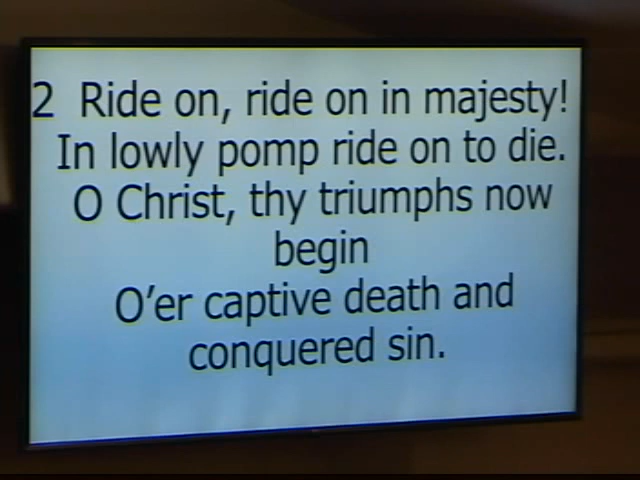 2 Ride on, ride on in majesty!
In lowly pomp ride on to die.
O Christ, thy triumphs now
begin
O’er captive death and
conquered sin.